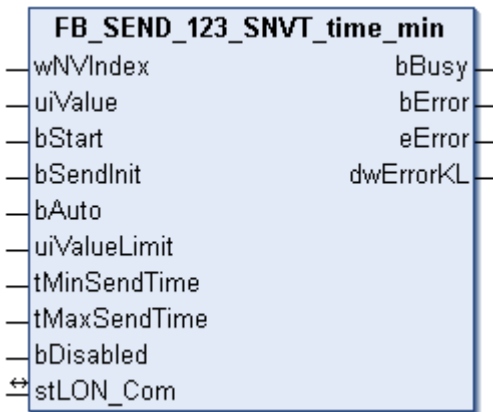 FB_SEND_123_SNVT_time_min
wNVIndex bBusy
uiValue bError
bStart eError
bSendInit dwErrorKL
bAuto
uiValueLimit
tMinSendTime
tMaxSendTime
bDisabled
stLON_Com